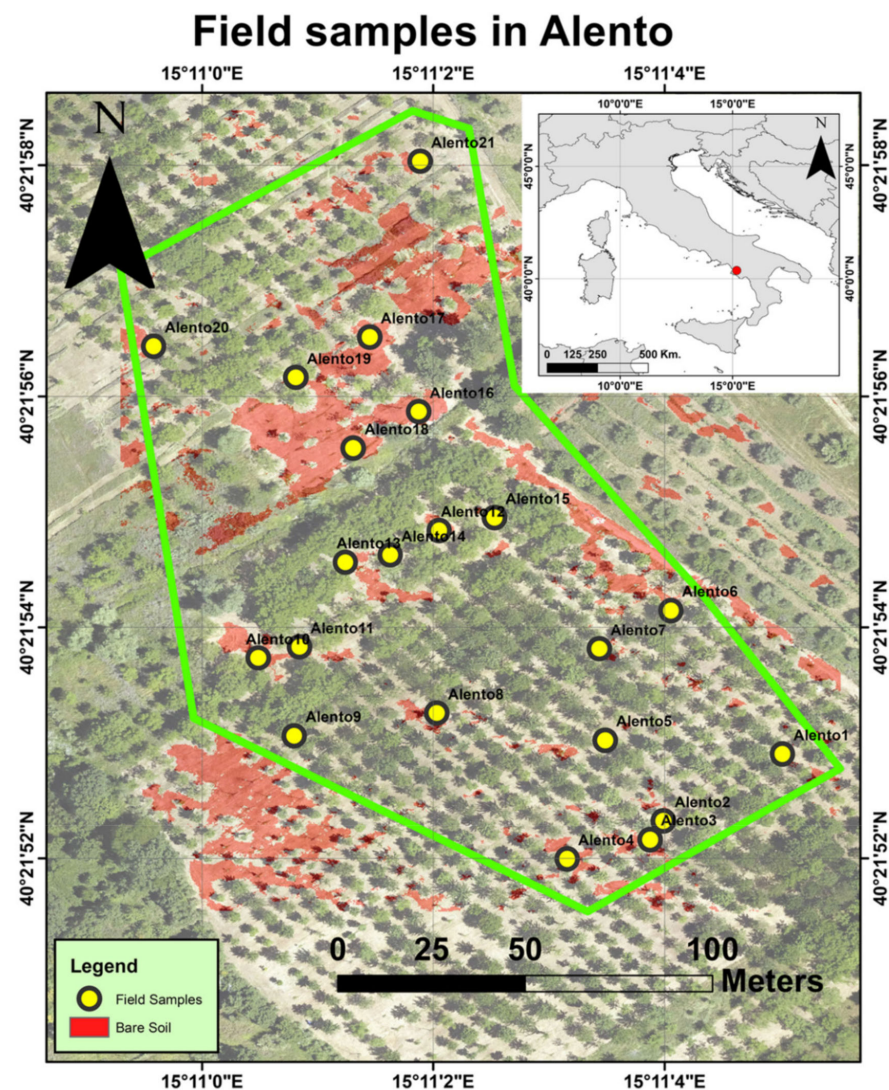 Field samples in Alento
15°11'0"E 15°11'2"E 15°11'4"E
N
40°21'58"N
40°21'56"N
40°21'54"N
40°21'52"N
40°21'58"N
40°21'56"N
40°21'54"N
40°21'52"N
10°0'0"E 15°0'0"E
N
45°0'0"N
40°0'0"N
45°0'0"N
40°0'0"N
0 125 250 500 Km.
10°0'0"E 15°0'0"E
Alento21
Alento17
Alento20
Alento19
Alento16
Alento18
Alento15
Alento12
Alento14
Alento13
Alento6
Alento11
Alento7
Alento10
Alento8
Alento9
Alento5
Alento1
Alento2
Alento3
Alento4
0 25 50 100
Meters
Legend
Field Samples
Bare Soil
15°11'0"E 15°11'2"E 15°11'4"E